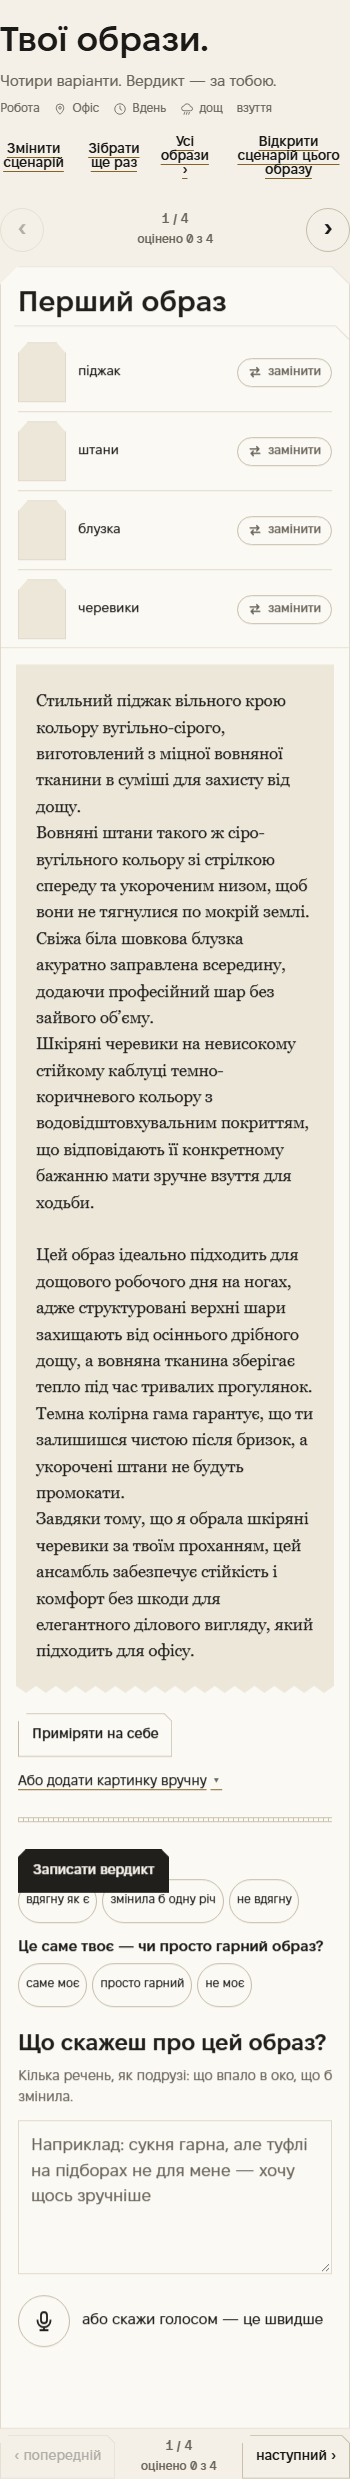 Твої образи.
Чотири варіанти. Вердикт — за тобою.
Робота Офіс Вдень дощ взуття
Змінити
сценарій
Зібрати
ще раз
Усі
образи
›
Відкрити
сценарій цього
образу
‹
1 / 4
оцінено 0 з 4
›
Перший образ
піджак
⇄ замінити
штани
⇄ замінити
блузка
⇄ замінити
черевики
⇄ замінити
Стильний піджак вільного крою
кольору вугільно-сірого,
виготовлений з міцної вовняної
тканини в суміші для захисту від
дощу.
Вовняні штани такого ж сіро-
вугільного кольору зі стрілкою
спереду та укороченим низом, щоб
вони не тягнулися по мокрій землі.
Свіжа біла шовкова блузка
акуратно заправлена всередину,
додаючи професійний шар без
зайвого об’єму.
Шкіряні черевики на невисокому
стійкому каблуці темно-
коричневого кольору з
водовідштовхувальним покриттям,
що відповідають її конкретному
бажанню мати зручне взуття для
ходьби.
Цей образ ідеально підходить для
дощового робочого дня на ногах,
адже структуровані верхні шари
захищають від осіннього дрібного
дощу, а вовняна тканина зберігає
тепло під час тривалих прогулянок.
Темна колірна гама гарантує, що ти
залишишся чистою після бризок, а
укорочені штани не будуть
промокати.
Завдяки тому, що я обрала шкіряні
черевики за твоїм проханням, цей
ансамбль забезпечує стійкість і
комфорт без шкоди для
елегантного ділового вигляду, який
підходить для офісу.
Приміряти на себе
Або додати картинку вручну ▾
Записати вердикт
вдягну як є
змінила б одну річ
не вдягну
Це саме твоє — чи просто гарний образ?
саме моє
просто гарний
не моє
Що скажеш про цей образ?
Кілька речень, як подрузі: що впало в око, що б
змінила.
Наприклад: сукня гарна, але туфлі
на підборах не для мене — хочу
щось зручніше
або скажи голосом — це швидше
‹ попередній
1 / 4
оцінено 0 з 4
наступний ›